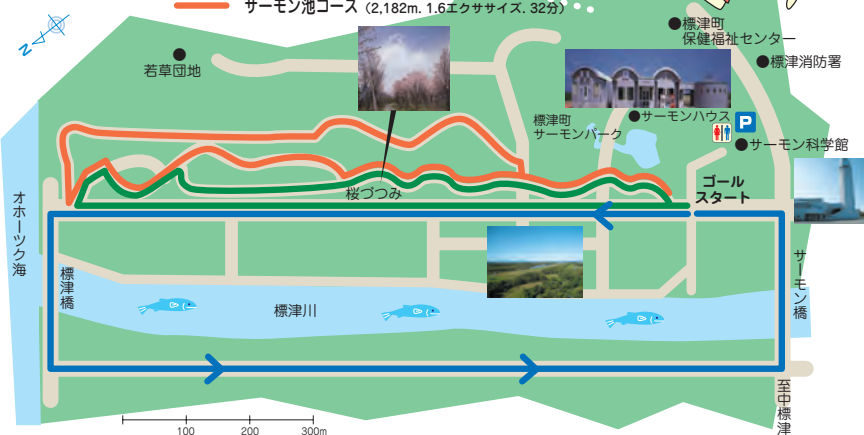 サーモン池コース（2,182m. 1.6エクササイズ. 32分）
N
●標津町
保健福祉センター
●標津消防署
若草団地
標津町
サーモンパーク
●サーモンハウス
P
●サーモン科学館
ゴール
スタート
桜づつみ
オホーツク海
標津橋
標津川
サーモン橋
至中標津
100
200
300m